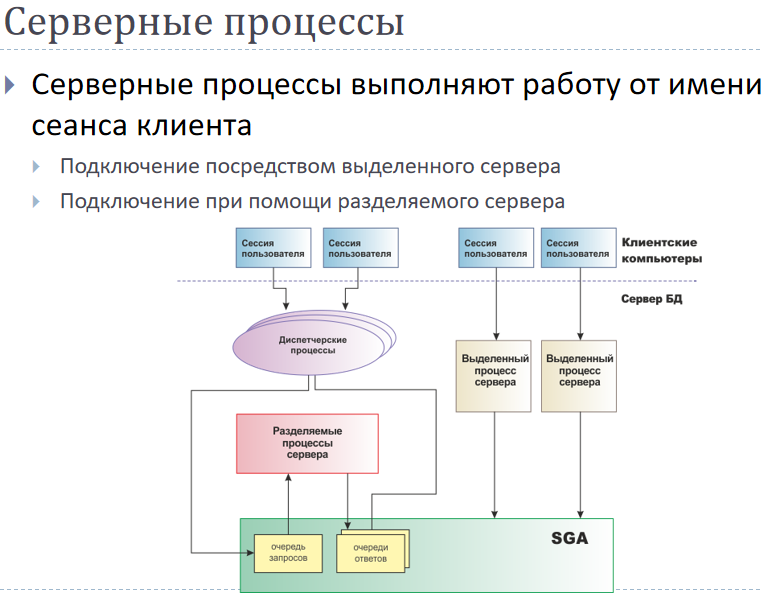 Серверные процессы
Серверные процессы выполняют работу от имени
сеанса клиента
Подключение посредством выделенного сервера
Подключение при помощи разделяемого сервера
Сессия
пользователя
Сессия
пользователя
Сессия
пользователя
Сессия
пользователя
Клиентские
компьютеры
Сервер БД
Диспетчерские
процессы
Выделенный
процесс
сервера
Выделенный
процесс
сервера
Разделяемые
процессы
сервера
SGA
очередь
запросов
очереди
ответов